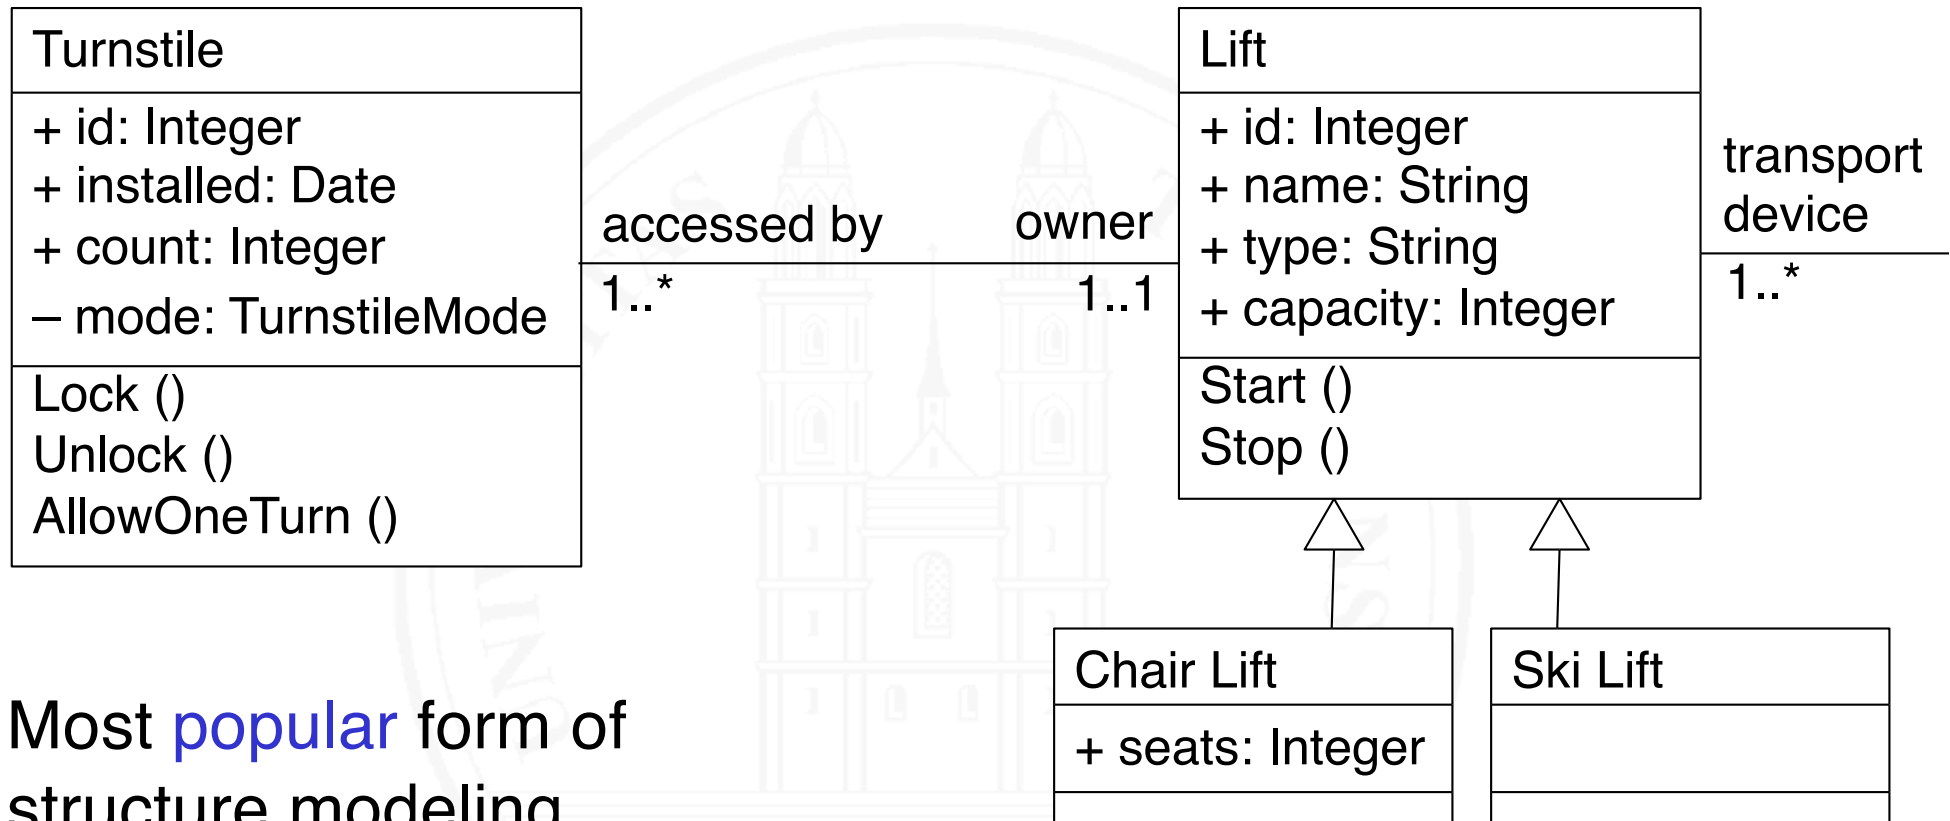 Turnstile
+ id: Integer
+ installed: Date
+ count: Integer
– mode: TurnstileMode
Lock ()
Unlock ()
AllowOneTurn ()
accessed by
1..*
owner
1..1
Lift
+ id: Integer
+ name: String
+ type: String
+ capacity: Integer
Start ()
Stop ()
transport
device
1..*
Chair Lift
+ seats: Integer
Ski Lift
Most popular form of
structure modeling